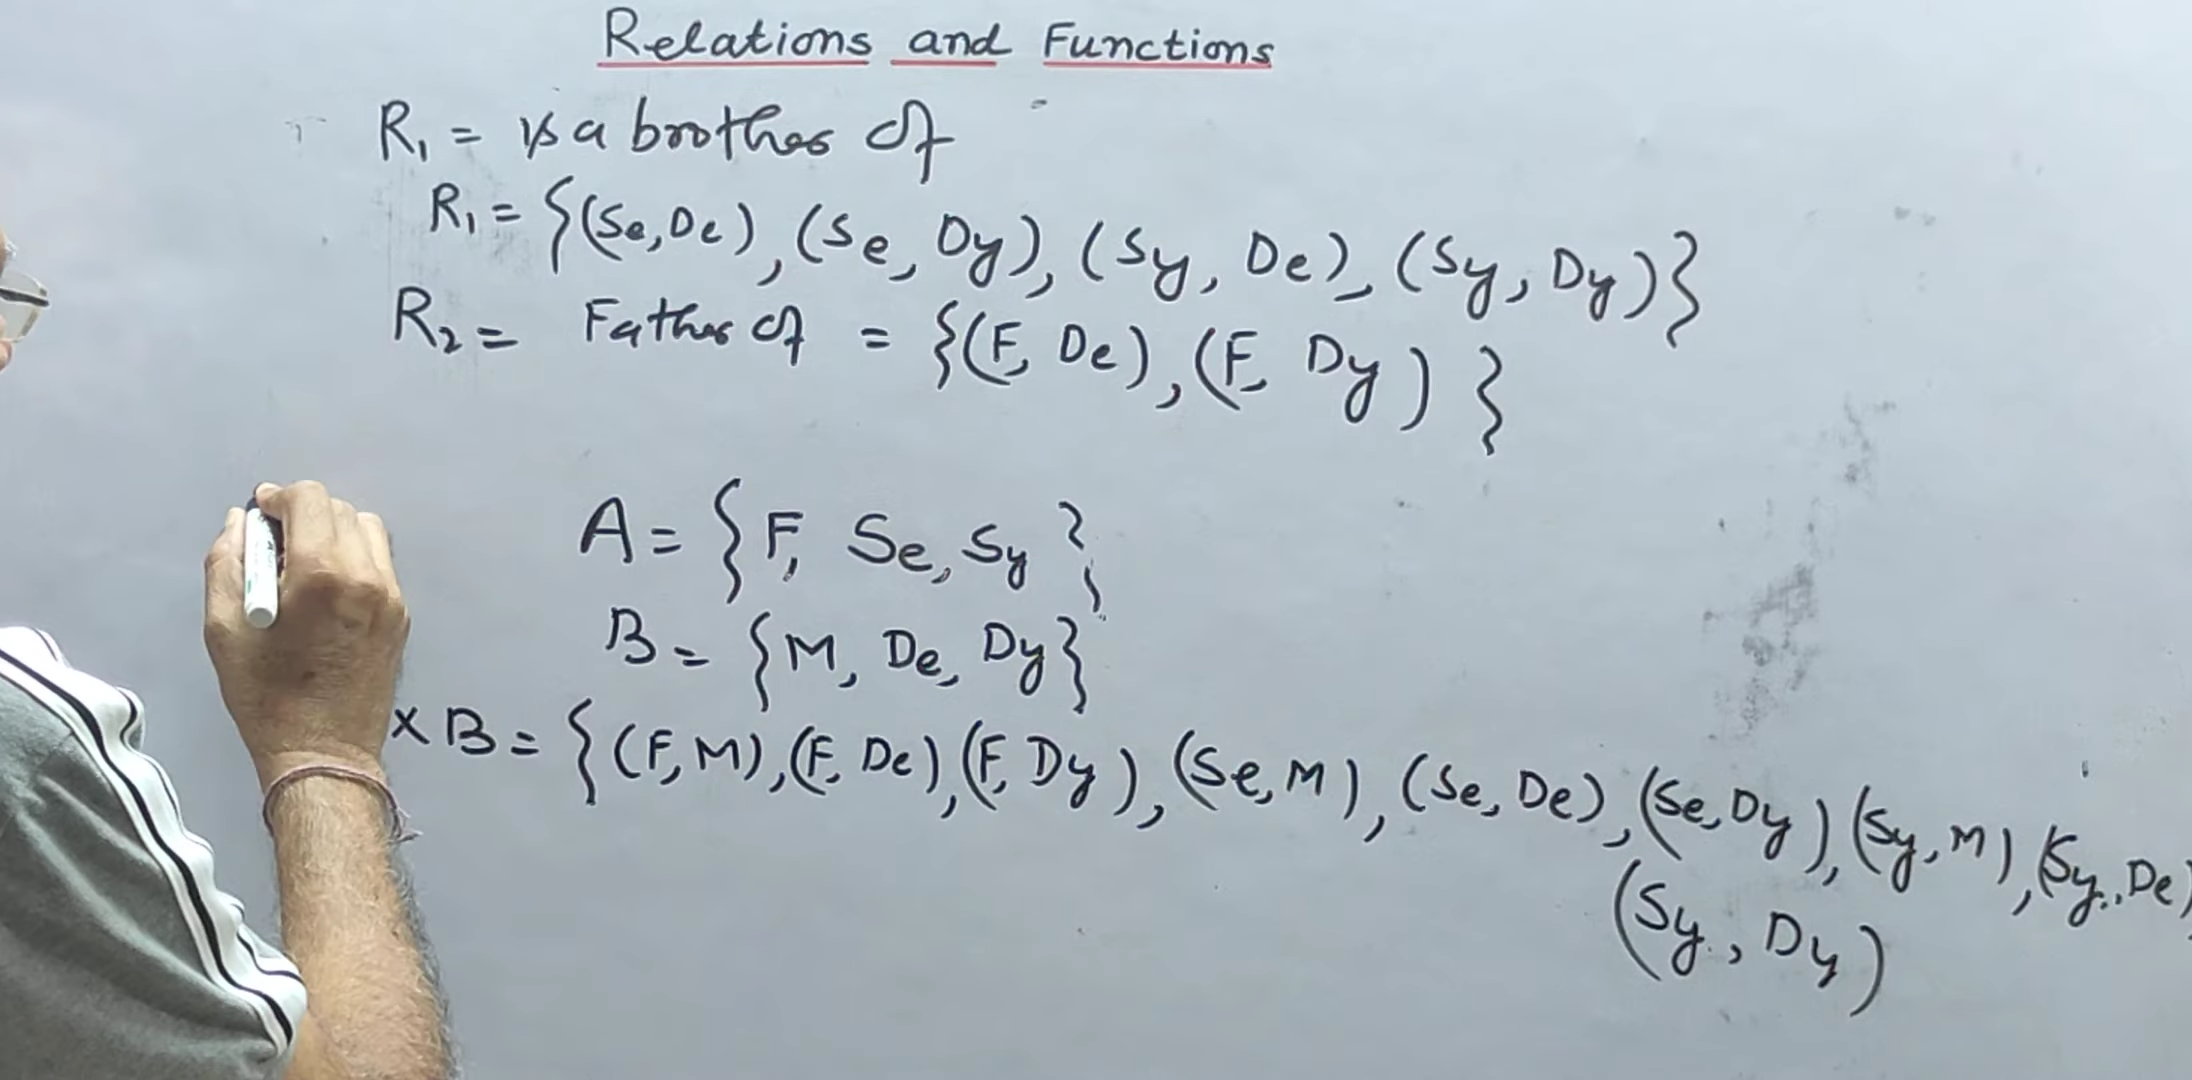 Relations and Functions
R₁ = is a brother of
R₁ = {(Se, De), (Se, Dy), (Sy, De), (Sy, Dy)}
R₂ = Father of = {(F, De), (F, Dy)}
A = {F, Se, Sy}
B = {M, De, Dy}
× B = {(F, M), (F, De), (F, Dy), (Se, M), (Se, De), (Se, Dy), (Sy, M), (Sy, De)
(Sy, Dy)